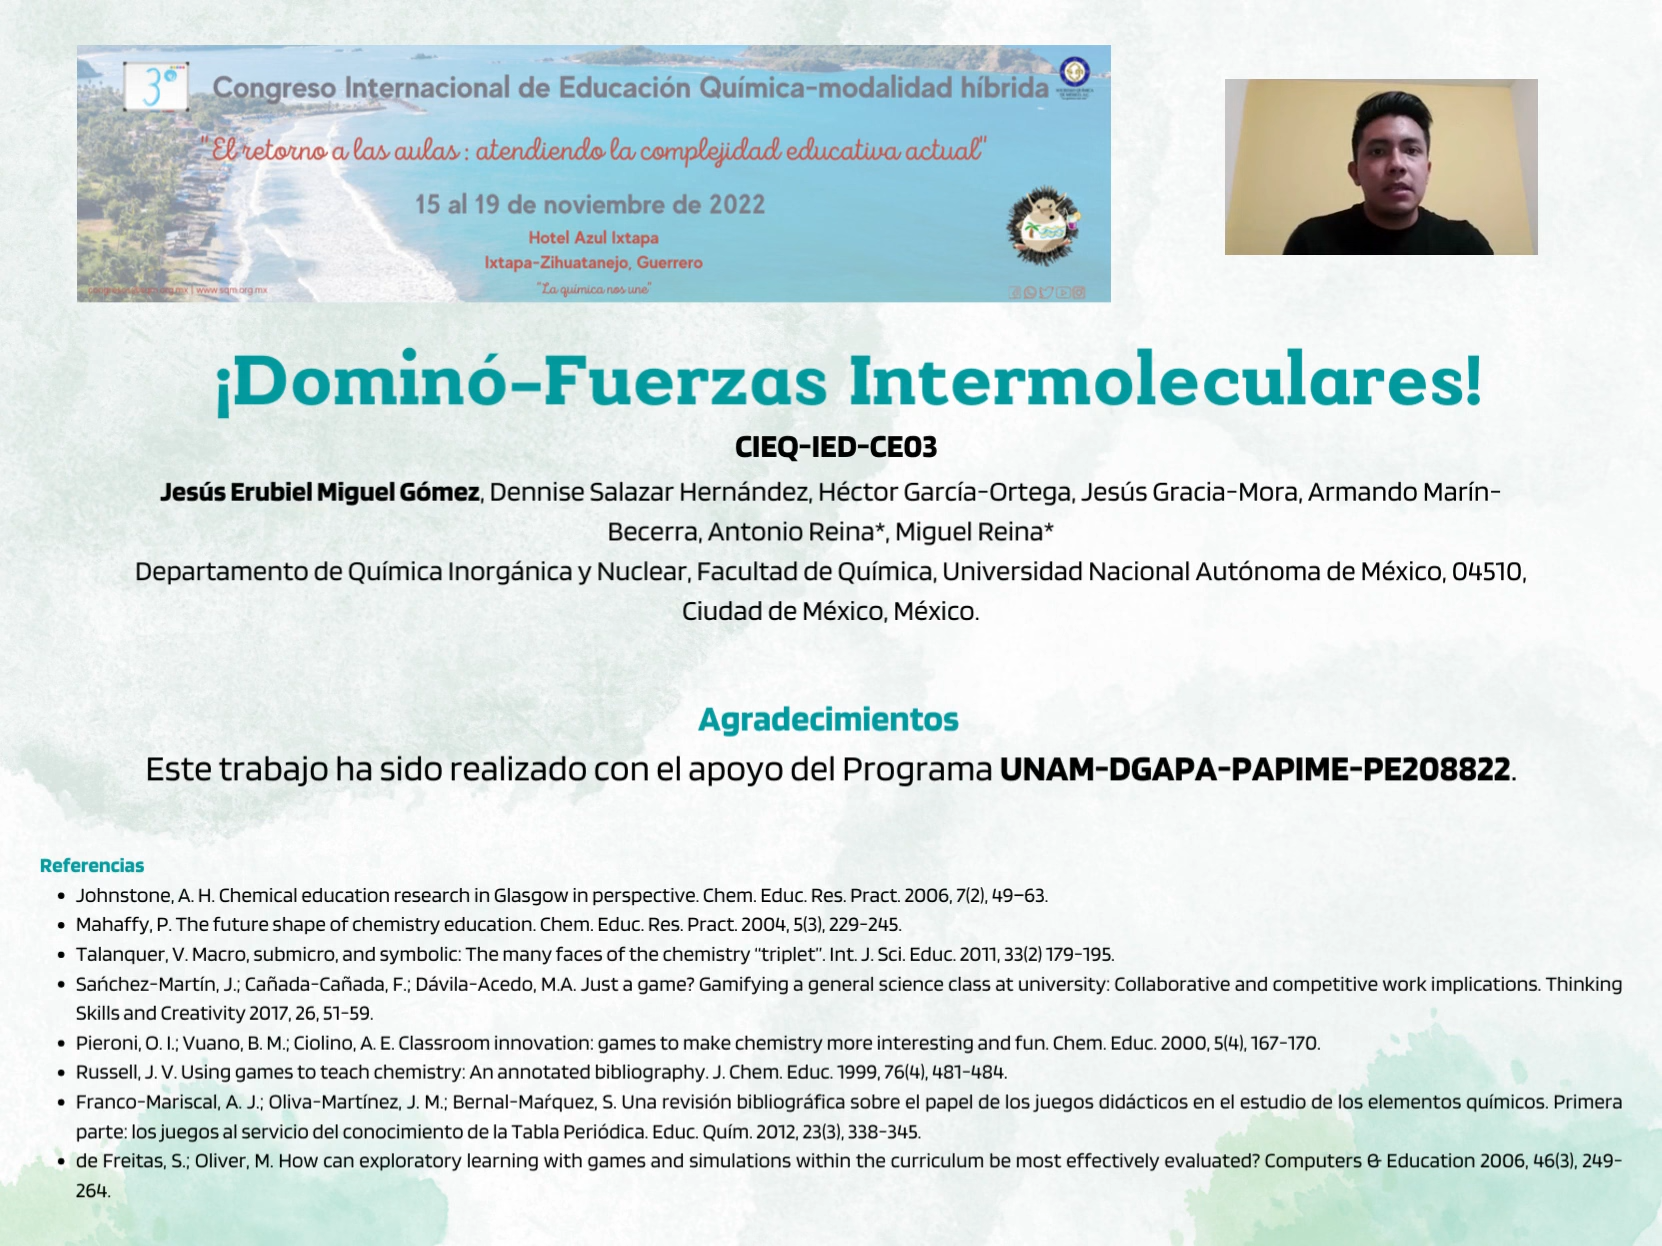 3°
Congreso Internacional de Educación Química-modalidad híbrida
"El retorno a las aulas : atendiendo la complejidad educativa actual"
15 al 19 de noviembre de 2022
Hotel Azul Ixtapa
Ixtapa-Zihuatanejo, Guerrero
"La química nos une"
| www.sqm.org.mx
¡Dominó-Fuerzas Intermoleculares!
CIEQ-IED-CE03
Jesús Erubiel Miguel Gómez, Dennise Salazar Hernández, Héctor García-Ortega, Jesús Gracia-Mora, Armando Marín-
Becerra, Antonio Reina*, Miguel Reina*
Departamento de Química Inorgánica y Nuclear, Facultad de Química, Universidad Nacional Autónoma de México, 04510,
Ciudad de México, México.
Agradecimientos
Este trabajo ha sido realizado con el apoyo del Programa UNAM-DGAPA-PAPIME-PE208822.
Referencias
• Johnstone, A. H. Chemical education research in Glasgow in perspective. Chem. Educ. Res. Pract. 2006, 7(2), 49–63.
• Mahaffy, P. The future shape of chemistry education. Chem. Educ. Res. Pract. 2004, 5(3), 229-245.
• Talanquer, V. Macro, submicro, and symbolic: The many faces of the chemistry “triplet”. Int. J. Sci. Educ. 2011, 33(2) 179-195.
• Sańchez-Martín, J.; Cañada-Cañada, F.; Dávila-Acedo, M.A. Just a game? Gamifying a general science class at university: Collaborative and competitive work implications. Thinking
Skills and Creativity 2017, 26, 51-59.
• Pieroni, O. I.; Vuano, B. M.; Ciolino, A. E. Classroom innovation: games to make chemistry more interesting and fun. Chem. Educ. 2000, 5(4), 167-170.
• Russell, J. V. Using games to teach chemistry: An annotated bibliography. J. Chem. Educ. 1999, 76(4), 481-484.
• Franco-Mariscal, A. J.; Oliva-Martínez, J. M.; Bernal-Maŕquez, S. Una revisión bibliográfica sobre el papel de los juegos didácticos en el estudio de los elementos químicos. Primera
parte: los juegos al servicio del conocimiento de la Tabla Periódica. Educ. Quím. 2012, 23(3), 338-345.
• de Freitas, S.; Oliver, M. How can exploratory learning with games and simulations within the curriculum be most effectively evaluated? Computers & Education 2006, 46(3), 249-
264.